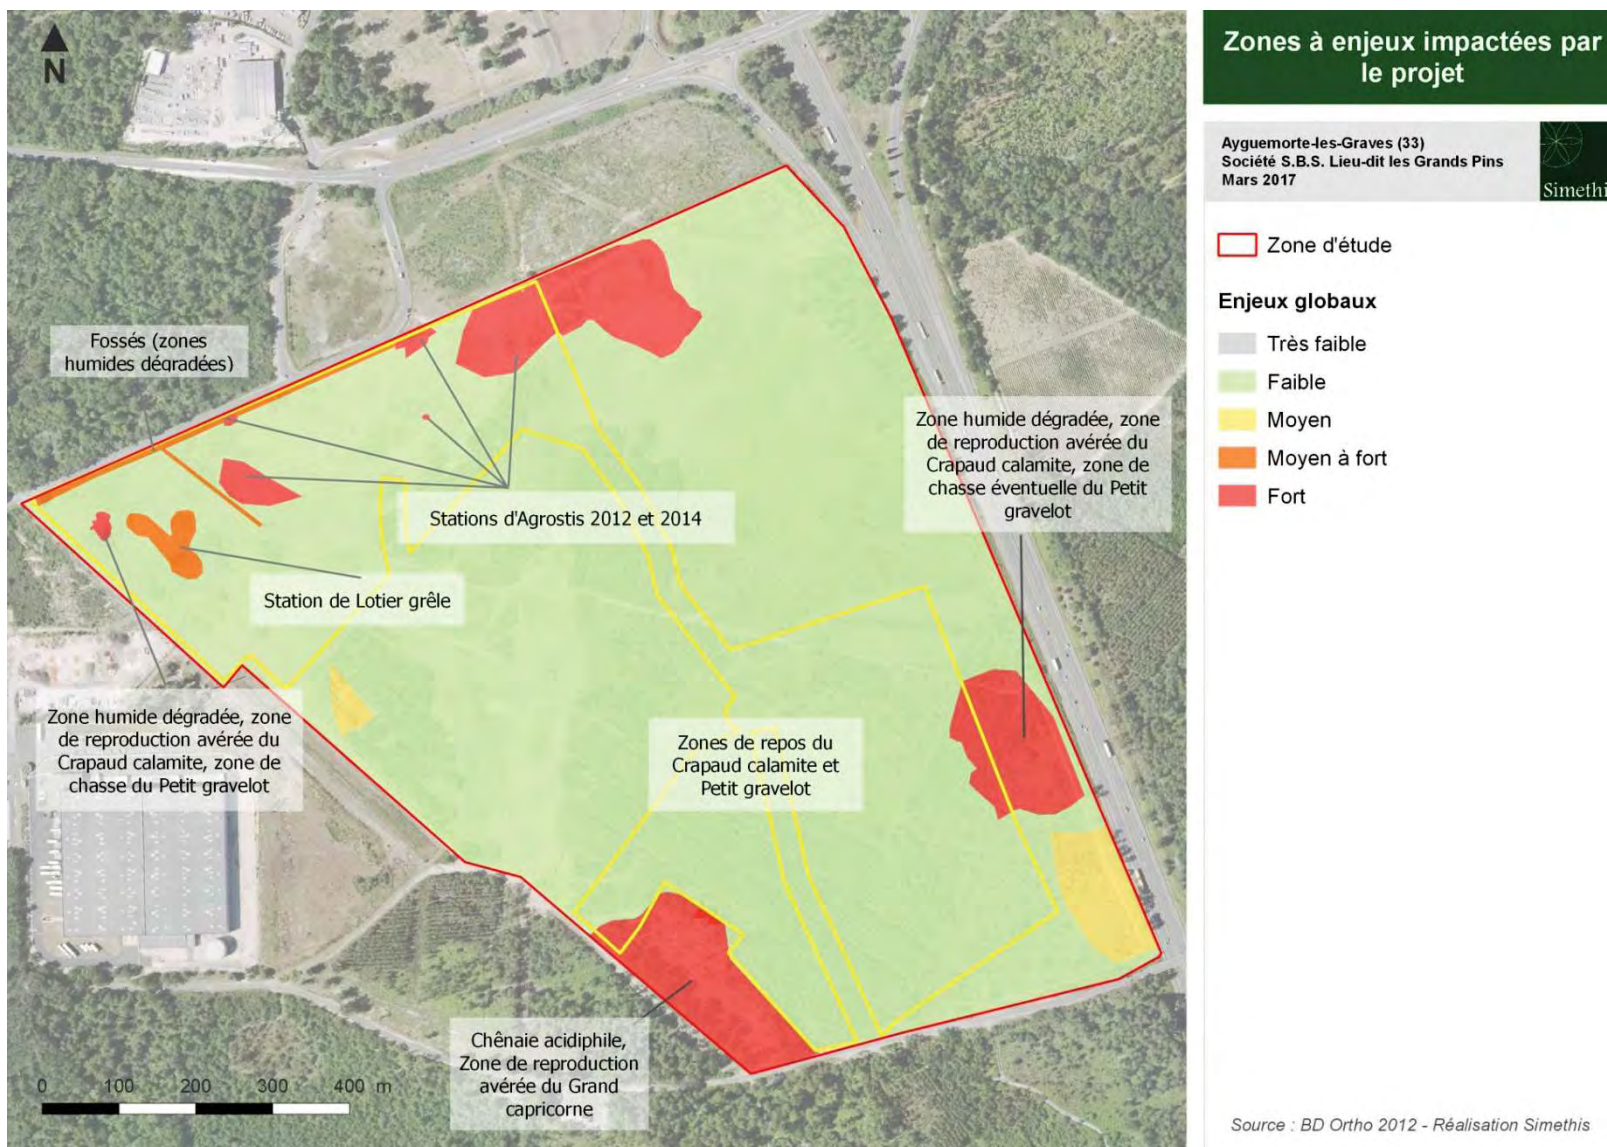 N
Fossés (zones
humides dégradées)
Stations d'Agrostis 2012 et 2014
Station de Lotier grêle
Zone humide dégradée, zone
de reproduction avérée du
Crapaud calamite, zone de
chasse éventuelle du Petit
gravelot
Zone humide dégradée, zone
de reproduction avérée du
Crapaud calamite, zone de
chasse du Petit gravelot
Zones de repos du
Crapaud calamite et
Petit gravelot
Chênaie acidiphile,
Zone de reproduction
avérée du Grand
capricorne
0 100 200 300 400 m
Zones à enjeux impactées par
le projet
Ayguemorte-les-Graves (33)
Société S.B.S. Lieu-dit les Grands Pins
Mars 2017
Simethi
Zone d'étude
Enjeux globaux
Très faible
Faible
Moyen
Moyen à fort
Fort
Source : BD Ortho 2012 - Réalisation Simethis